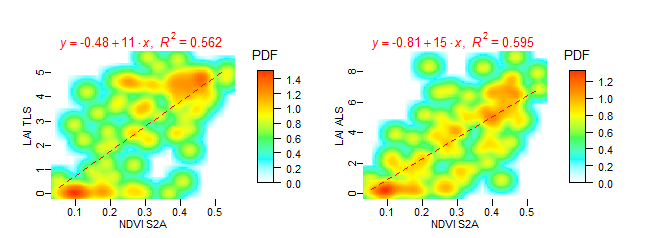 y = -0.48 + 11 · x, R² = 0.562
PDF
LAI TLS
5
4
3
2
1
0
0.1 0.2 0.3 0.4 0.5
NDVI S2A
1.4
1.2
1.0
0.8
0.6
0.4
0.2
0.0
y = -0.81 + 15 · x, R² = 0.595
PDF
LAI ALS
8
6
4
2
0
0.1 0.2 0.3 0.4 0.5
NDVI S2A
1.2
1.0
0.8
0.6
0.4
0.2
0.0